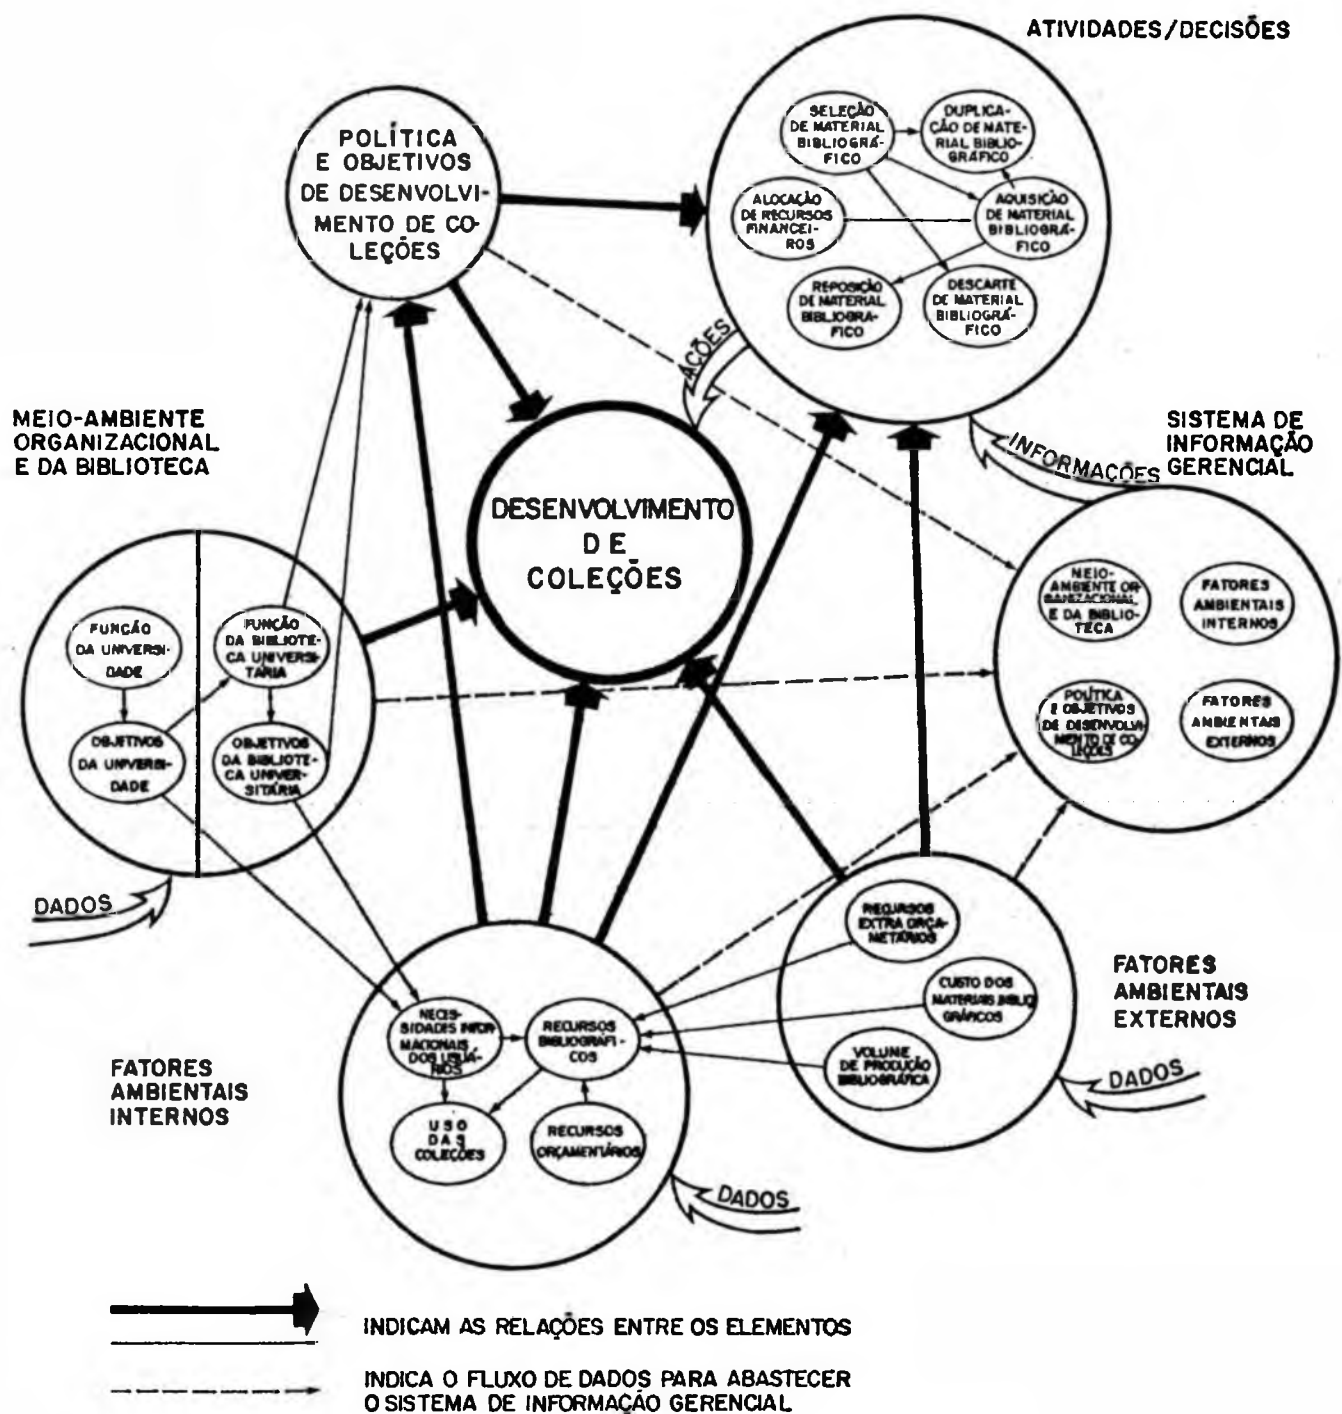 ATIVIDADES/DECISÕES
SELEÇÃO
DE MATERIAL
BIBLIOGRÁ-
FICO
DUPLICA-
ÇÃO DE MATE-
RIAL BIBLIO-
GRÁFICO
ALOCAÇÃO
DE RECURSOS
FINANCEI-
ROS
AQUISIÇÃO
DE MATERIAL
BIBLIOGRÁ-
FICO
REPOSIÇÃO
DE MATERIAL
BIBLIOGRÁ-
FICO
DESCARTE
DE MATERIAL
BIBLIOGRÁ-
FICO
POLÍTICA
E OBJETIVOS
DE DESENVOLVI-
MENTO DE CO-
LEÇÕES
AÇÕES
MEIO-AMBIENTE
ORGANIZACIONAL
E DA BIBLIOTECA
SISTEMA DE
INFORMAÇÃO
GERENCIAL
INFORMAÇÕES
DESENVOLVIMENTO
DE
COLEÇÕES
FUNÇÃO
DA UNIVERSI-
DADE
FUNÇÃO
DA BIBLIOTE-
CA UNIVERSI-
TÁRIA
OBJETIVOS
DA UNIVERSI-
DADE
OBJETIVOS
DA BIBLIOTE-
CA UNIVER-
SITÁRIA
MEIO-
AMBIENTE OR-
GANIZACIONAL
E DA BIBLIO-
TECA
FATORES
AMBIENTAIS
INTERNOS
POLÍTICA
E OBJETIVOS
DE DESENVOLVI-
MENTO DE CO-
LEÇÕES
FATORES
AMBIENTAIS
EXTERNOS
DADOS
RECURSOS
EXTRA ORÇA-
METÁRIOS
CUSTO DOS
MATERIAIS BIBLIO
GRÁFICOS
VOLUME
DE PRODUÇÃO
BIBLIOGRÁFICA
FATORES
AMBIENTAIS
EXTERNOS
DADOS
FATORES
AMBIENTAIS
INTERNOS
NECES-
SIDADES INFOR-
MACIONAIS
DOS USUÁ-
RIOS
RECURSOS
BIBLIOGRÁFI-
COS
USO
DAS
COLEÇÕES
RECURSOS
ORÇAMENTÁRIOS
DADOS
INDICAM AS RELAÇÕES ENTRE OS ELEMENTOS
INDICA O FLUXO DE DADOS PARA ABASTECER
O SISTEMA DE INFORMAÇÃO GERENCIAL